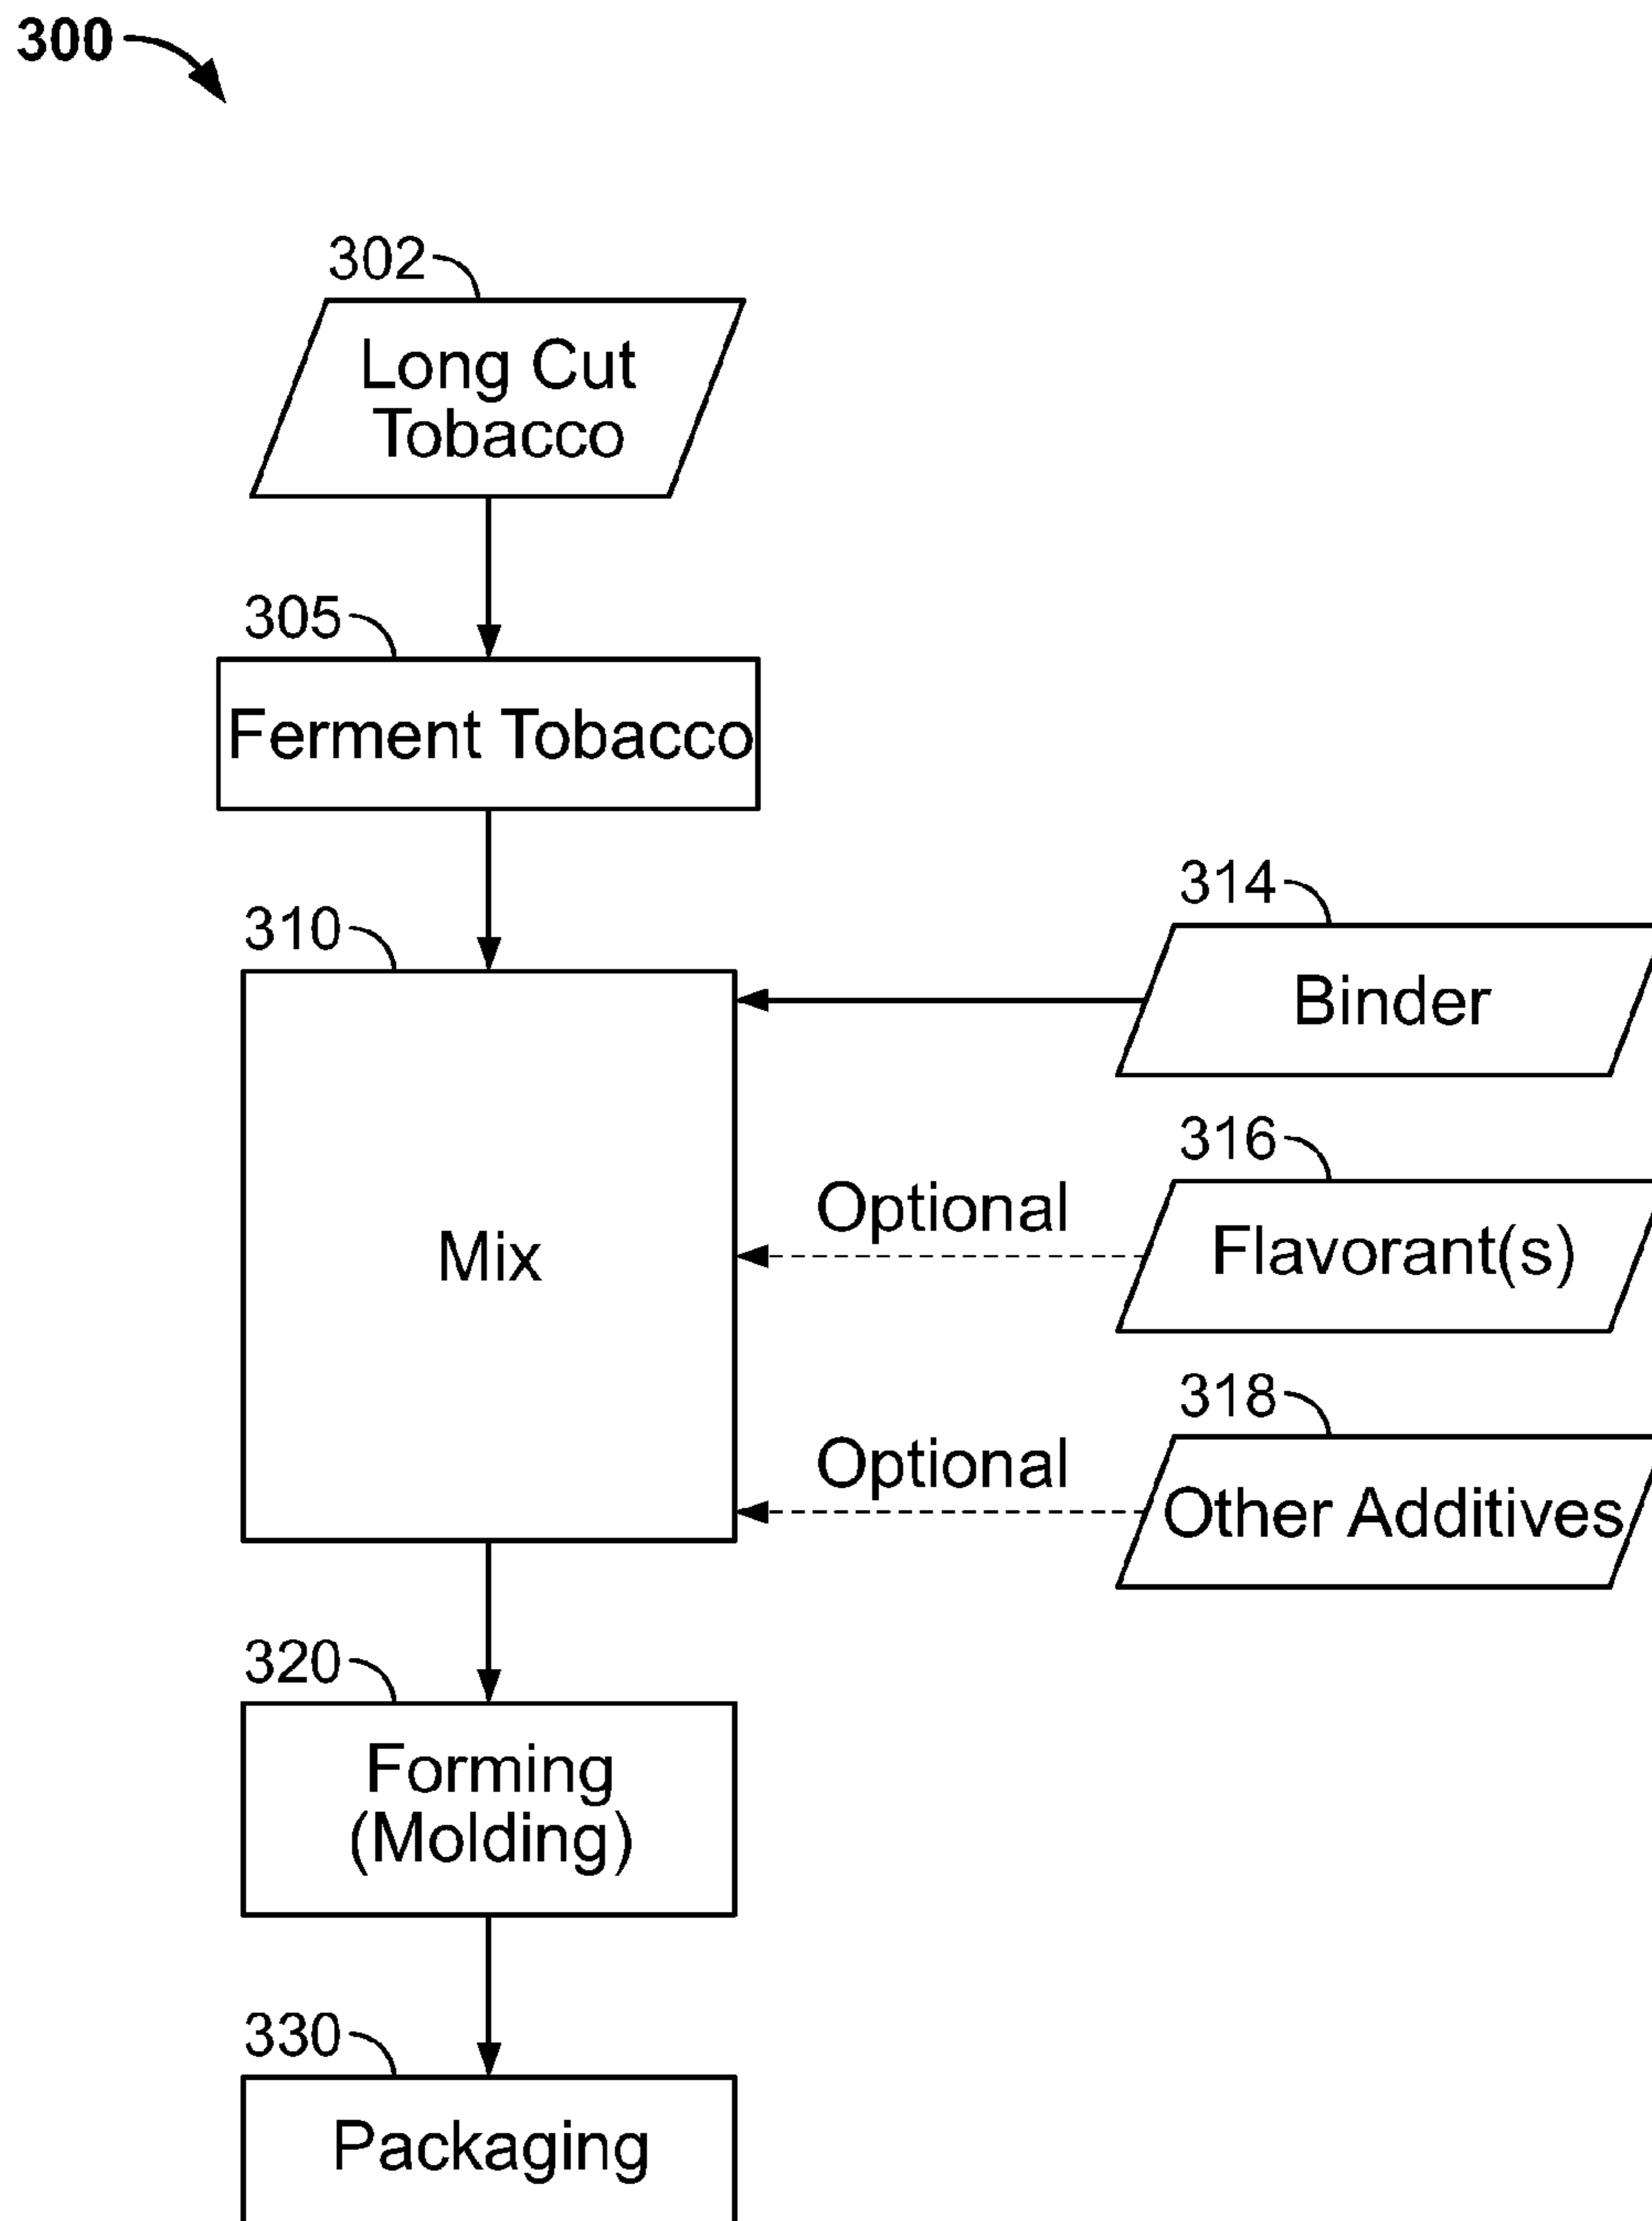 300
302
Long Cut
Tobacco
305
Ferment Tobacco
310
Mix
314
Binder
316
Optional
Flavorant(s)
318
Optional
Other Additives
320
Forming
(Molding)
330
Packaging